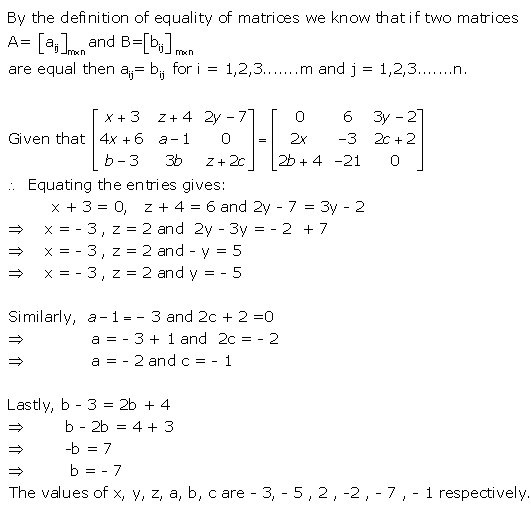 By the definition of equality of matrices we know that if two matrices
A= [aij]m×n and B=[bij]m×n
are equal then aij= bij for i = 1,2,3.......m and j = 1,2,3.......n.
Given that [x + 3 z + 4 2y – 7 = [0 6 3y – 2
4x + 6 a – 1 0 2x –3 2c + 2
b – 3 3b z + 2c] 2b + 4 –21 0]
∴ Equating the entries gives:
x + 3 = 0, z + 4 = 6 and 2y - 7 = 3y - 2
⇒ x = - 3 , z = 2 and 2y - 3y = - 2 + 7
⇒ x = - 3 , z = 2 and - y = 5
⇒ x = - 3 , z = 2 and y = - 5
Similarly, a – 1 = – 3 and 2c + 2 =0
⇒ a = - 3 + 1 and 2c = - 2
⇒ a = - 2 and c = - 1
Lastly, b - 3 = 2b + 4
⇒ b - 2b = 4 + 3
⇒ -b = 7
⇒ b = - 7
The values of x, y, z, a, b, c are - 3, - 5 , 2 , -2 , - 7 , - 1 respectively.